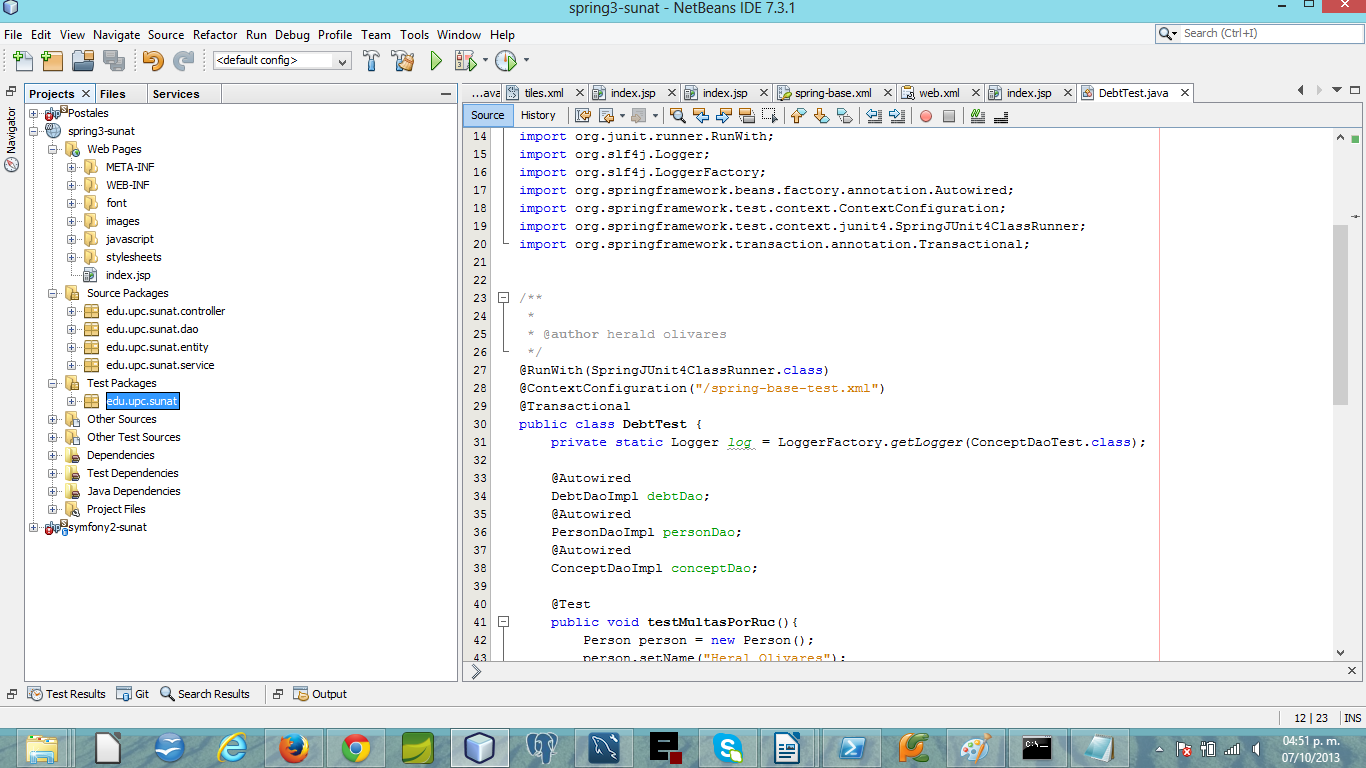 spring3-sunat - NetBeans IDE 7.3.1
File Edit View Navigate Source Refactor Run Debug Profile Team Tools Window Help
Search (Ctrl+I)
<default config>
Projects Files Services
Navigator
Postales
spring3-sunat
Web Pages
META-INF
WEB-INF
font
images
javascript
stylesheets
index.jsp
Source Packages
edu.upc.sunat.controller
edu.upc.sunat.dao
edu.upc.sunat.entity
edu.upc.sunat.service
Test Packages
edu.upc.sunat
Other Sources
Other Test Sources
Dependencies
Test Dependencies
Java Dependencies
Project Files
symfony2-sunat
...ava tiles.xml index.jsp index.jsp spring-base.xml web.xml index.jsp DebtTest.java
Source History
14 import org.junit.runner.RunWith;
15 import org.slf4j.Logger;
16 import org.slf4j.LoggerFactory;
17 import org.springframework.beans.factory.annotation.Autowired;
18 import org.springframework.test.context.ContextConfiguration;
19 import org.springframework.test.context.junit4.SpringJUnit4ClassRunner;
20 import org.springframework.transaction.annotation.Transactional;
21
22
23 /**
24 *
25 * @author herald olivares
26 */
27 @RunWith(SpringJUnit4ClassRunner.class)
28 @ContextConfiguration("/spring-base-test.xml")
29 @Transactional
30 public class DebtTest {
31 private static Logger log = LoggerFactory.getLogger(ConceptDaoTest.class);
32
33 @Autowired
34 DebtDaoImpl debtDao;
35 @Autowired
36 PersonDaoImpl personDao;
37 @Autowired
38 ConceptDaoImpl conceptDao;
39
40 @Test
41 public void testMultasPorRuc(){
42 Person person = new Person();
43 person.setName("Heral Olivares");
Test Results Git Search Results Output
12 | 23 INS
04:51 p. m.
07/10/2013